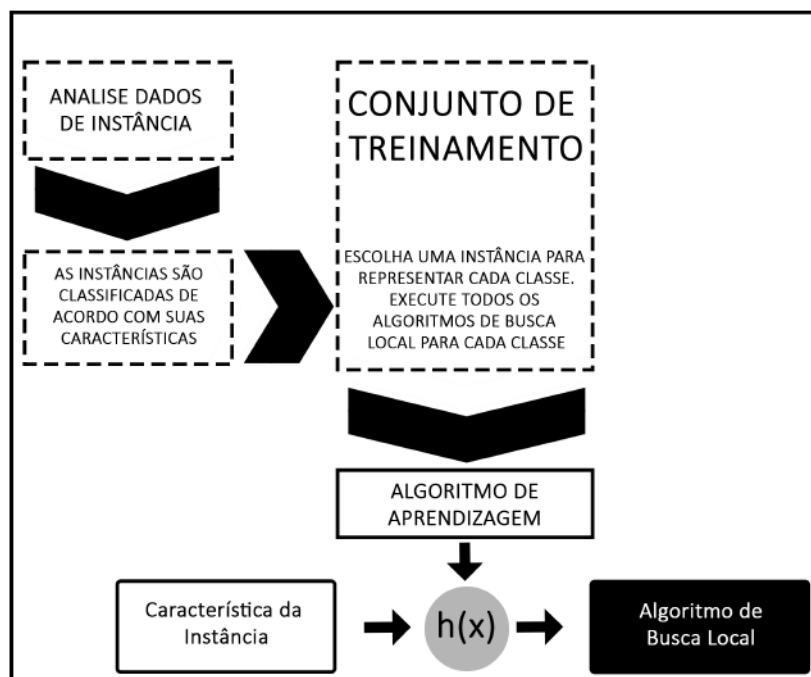 ANALISE DADOS
DE INSTÂNCIA
AS INSTÂNCIAS SÃO
CLASSIFICADAS DE
ACORDO COM SUAS
CARACTERÍSTICAS
CONJUNTO DE
TREINAMENTO
ESCOLHA UMA INSTÂNCIA PARA
REPRESENTAR CADA CLASSE.
EXECUTE TODOS OS
ALGORITMOS DE BUSCA
LOCAL PARA CADA CLASSE
ALGORITMO DE
APRENDIZAGEM
Característica da
Instância
h(x)
Algoritmo de
Busca Local